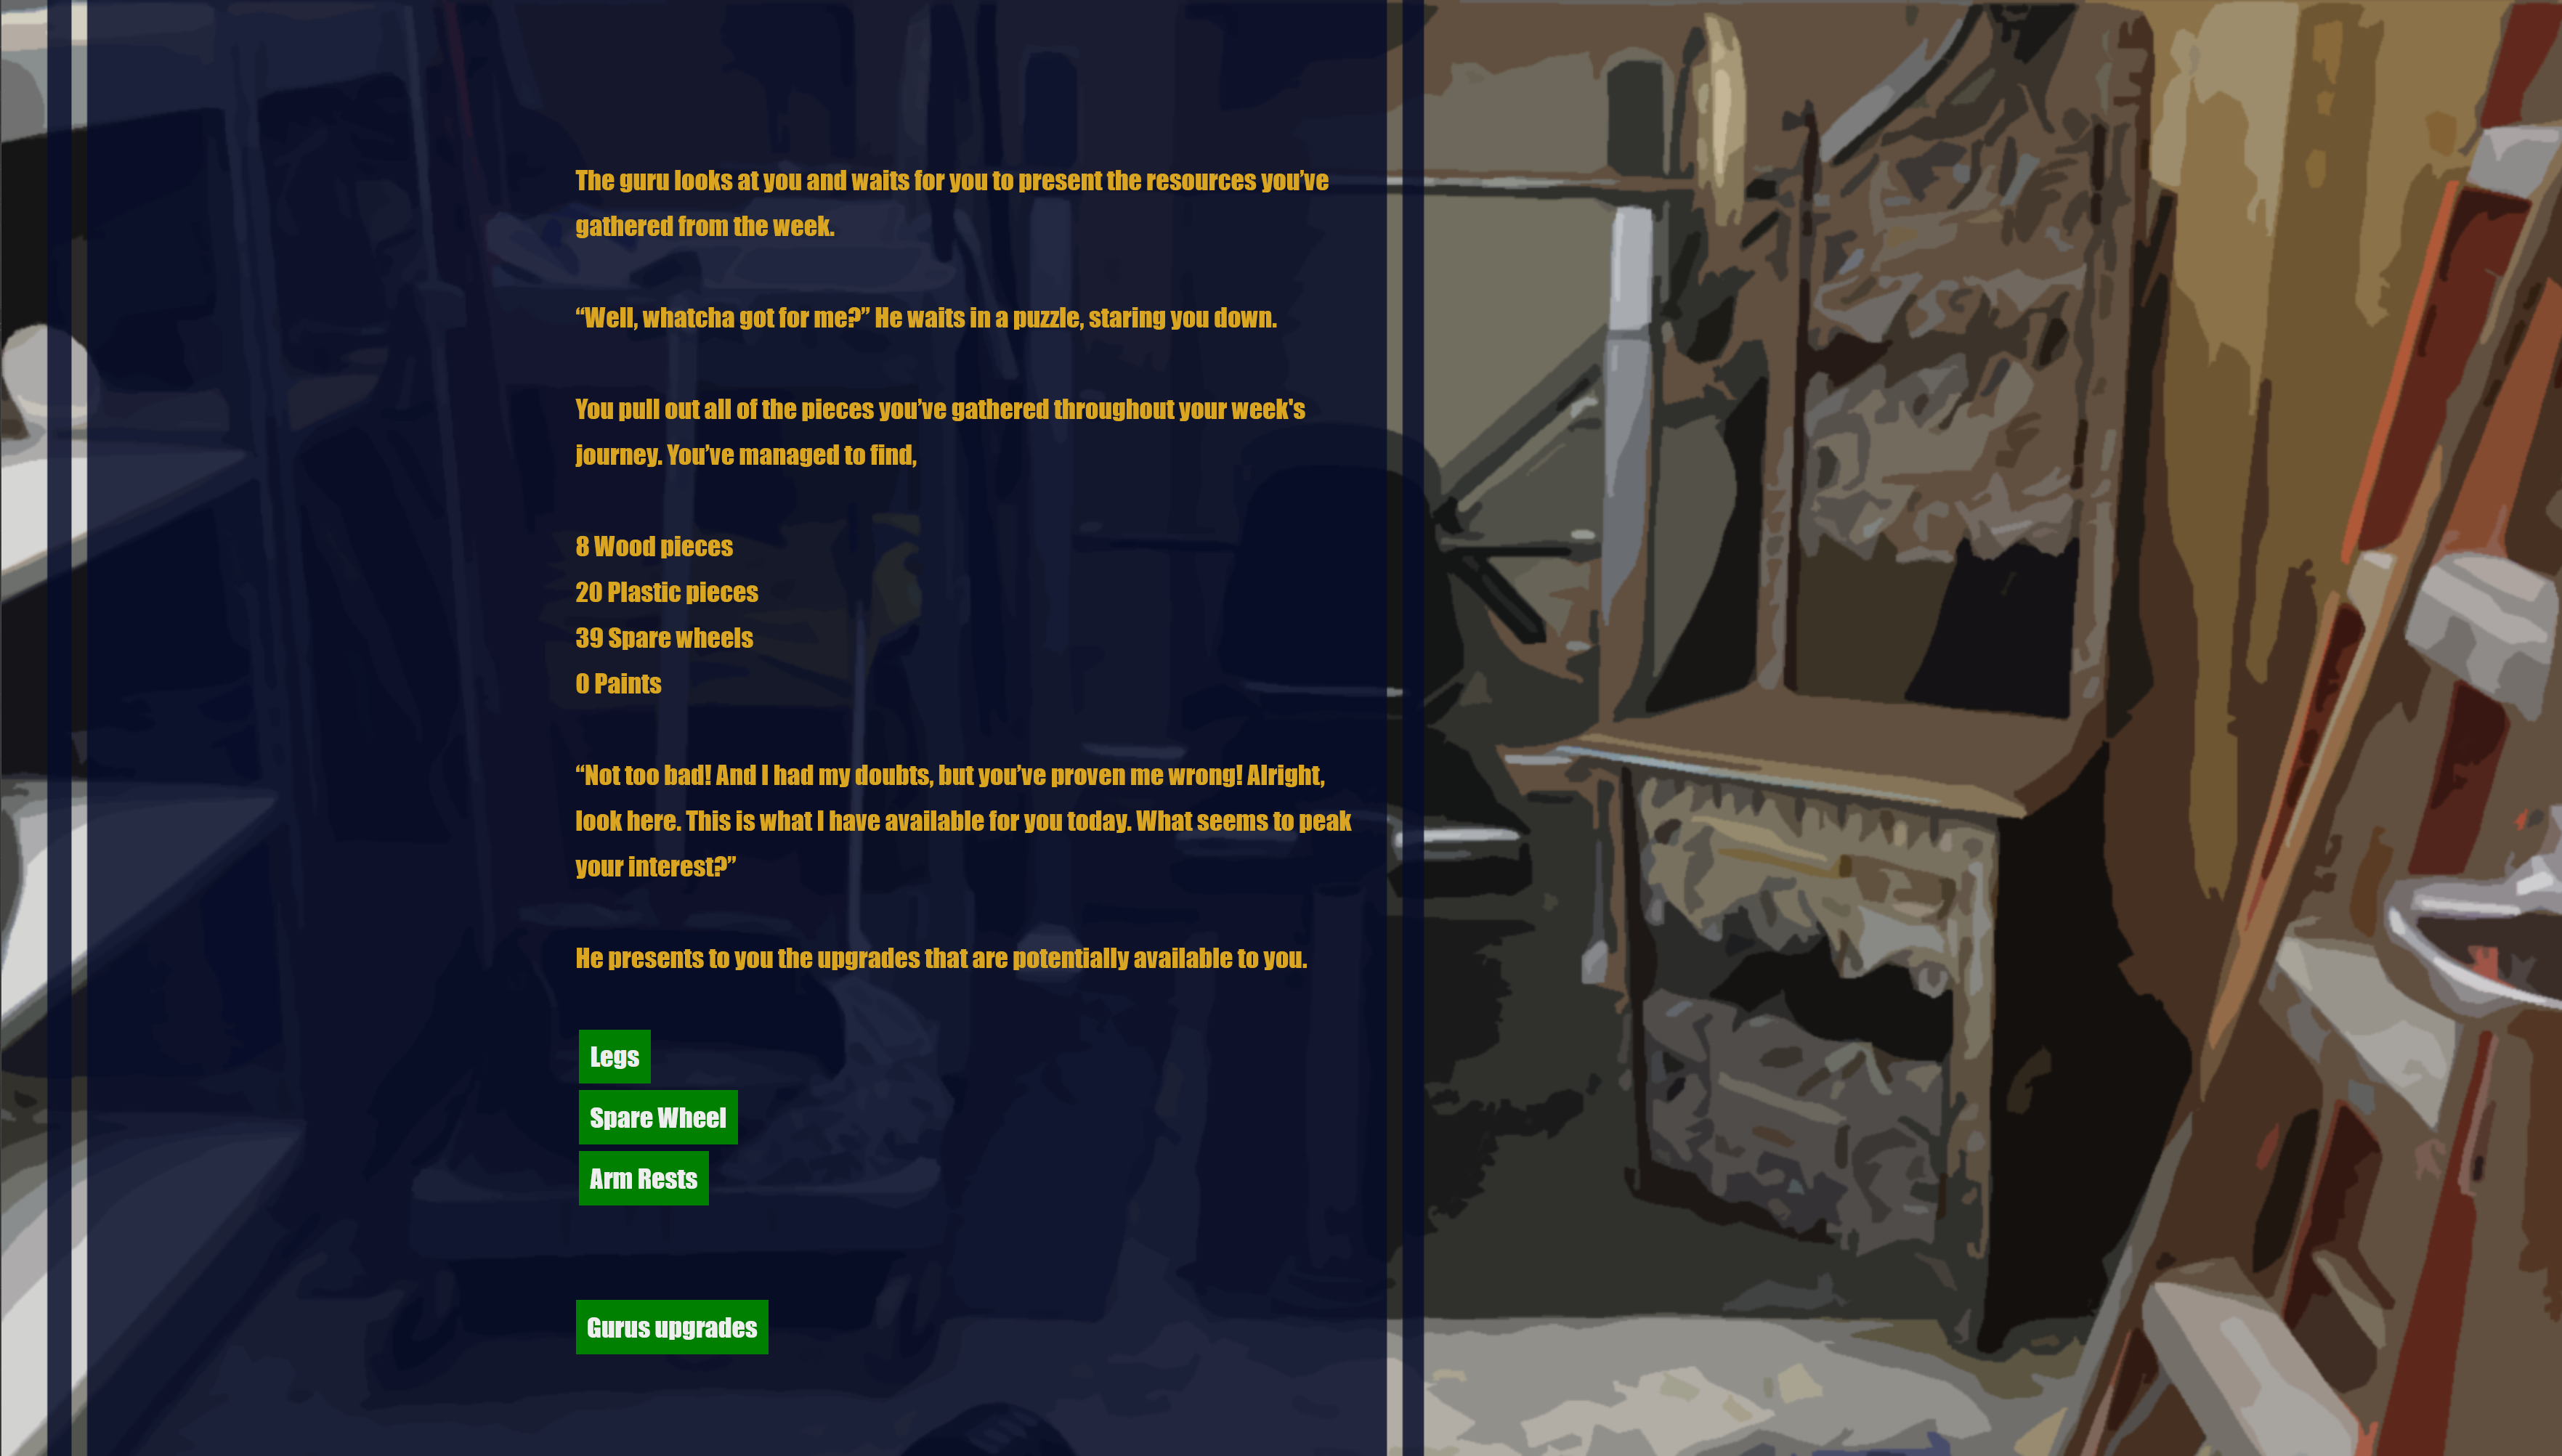 The guru looks at you and waits for you to present the resources you’ve
gathered from the week.
“Well, whatcha got for me?” He waits in a puzzle, staring you down.
You pull out all of the pieces you’ve gathered throughout your week's
journey. You’ve managed to find,
8 Wood pieces
20 Plastic pieces
39 Spare wheels
0 Paints
“Not too bad! And I had my doubts, but you’ve proven me wrong! Alright,
look here. This is what I have available for you today. What seems to peak
your interest?”
He presents to you the upgrades that are potentially available to you.
Legs
Spare Wheel
Arm Rests
Gurus upgrades